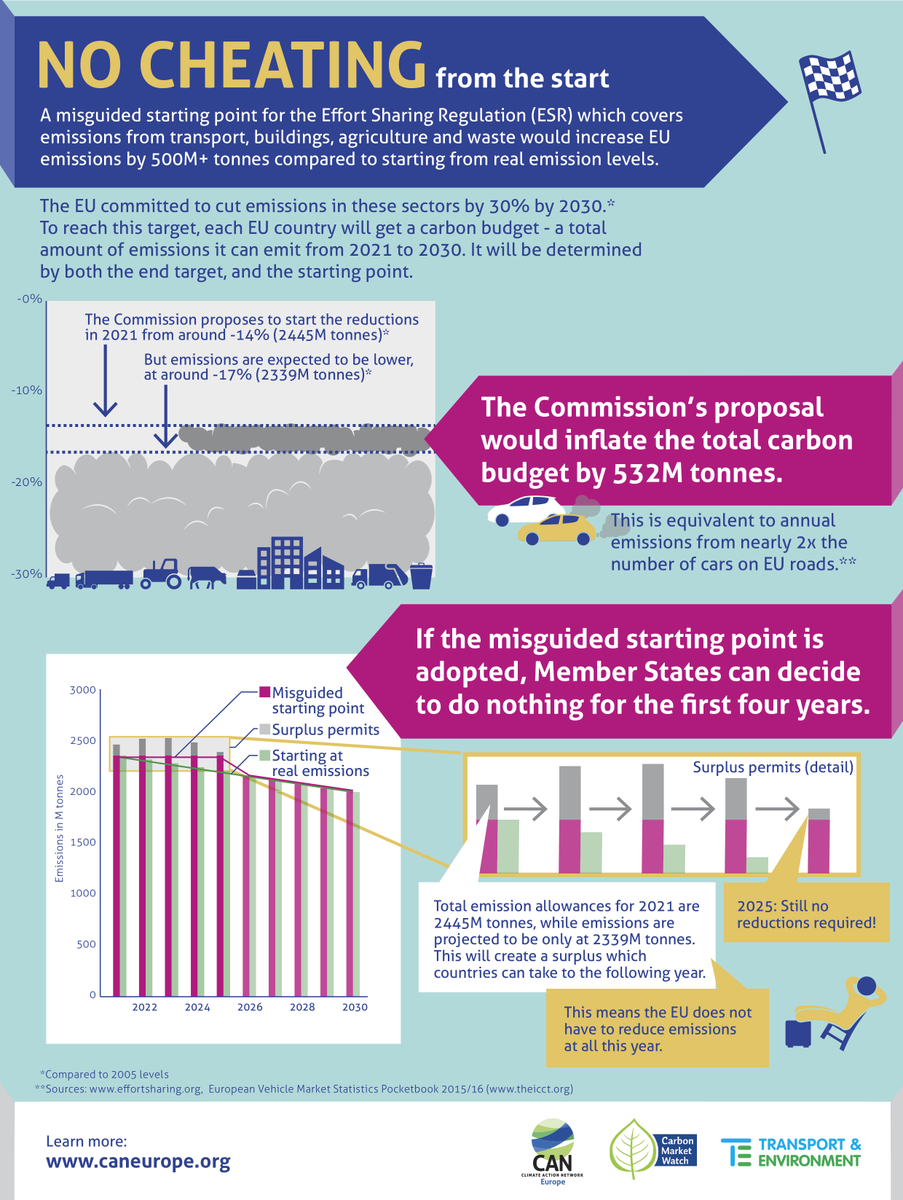 NO CHEATING from the start
A misguided starting point for the Effort Sharing Regulation (ESR) which covers
emissions from transport, buildings, agriculture and waste would increase EU
emissions by 500M+ tonnes compared to starting from real emission levels.
The EU committed to cut emissions in these sectors by 30% by 2030.*
To reach this target, each EU country will get a carbon budget - a total
amount of emissions it can emit from 2021 to 2030. It will be determined
by both the end target, and the starting point.
-0%
The Commission proposes to start the reductions
in 2021 from around -14% (2445M tonnes)*
But emissions are expected to be lower,
at around -17% (2339M tonnes)*
-10%
-20%
-30%
The Commission's proposal
would inflate the total carbon
budget by 532M tonnes.
This is equivalent to annual
emissions from nearly 2x the
number of cars on EU roads.**
If the misguided starting point is
adopted, Member States can decide
to do nothing for the first four years.
3000
2500
2000
1500
1000
500
0
Emissions in M tonnes
Misguided
starting point
Surplus permits
Starting at
real emissions
2022
2024
2026
2028
2030
Surplus permits (detail)
Total emission allowances for 2021 are
2445M tonnes, while emissions are
projected to be only at 2339M tonnes.
This will create a surplus which
countries can take to the following year.
2025: Still no
reductions required!
This means the EU does not
have to reduce emissions
at all this year.
*Compared to 2005 levels
**Sources: www.effortsharing.org, European Vehicle Market Statistics Pocketbook 2015/16 (www.theicct.org)
Learn more:
www.caneurope.org
CAN
CLIMATE ACTION NETWORK
Europe
Carbon
Market
Watch
TE
TRANSPORT &
ENVIRONMENT